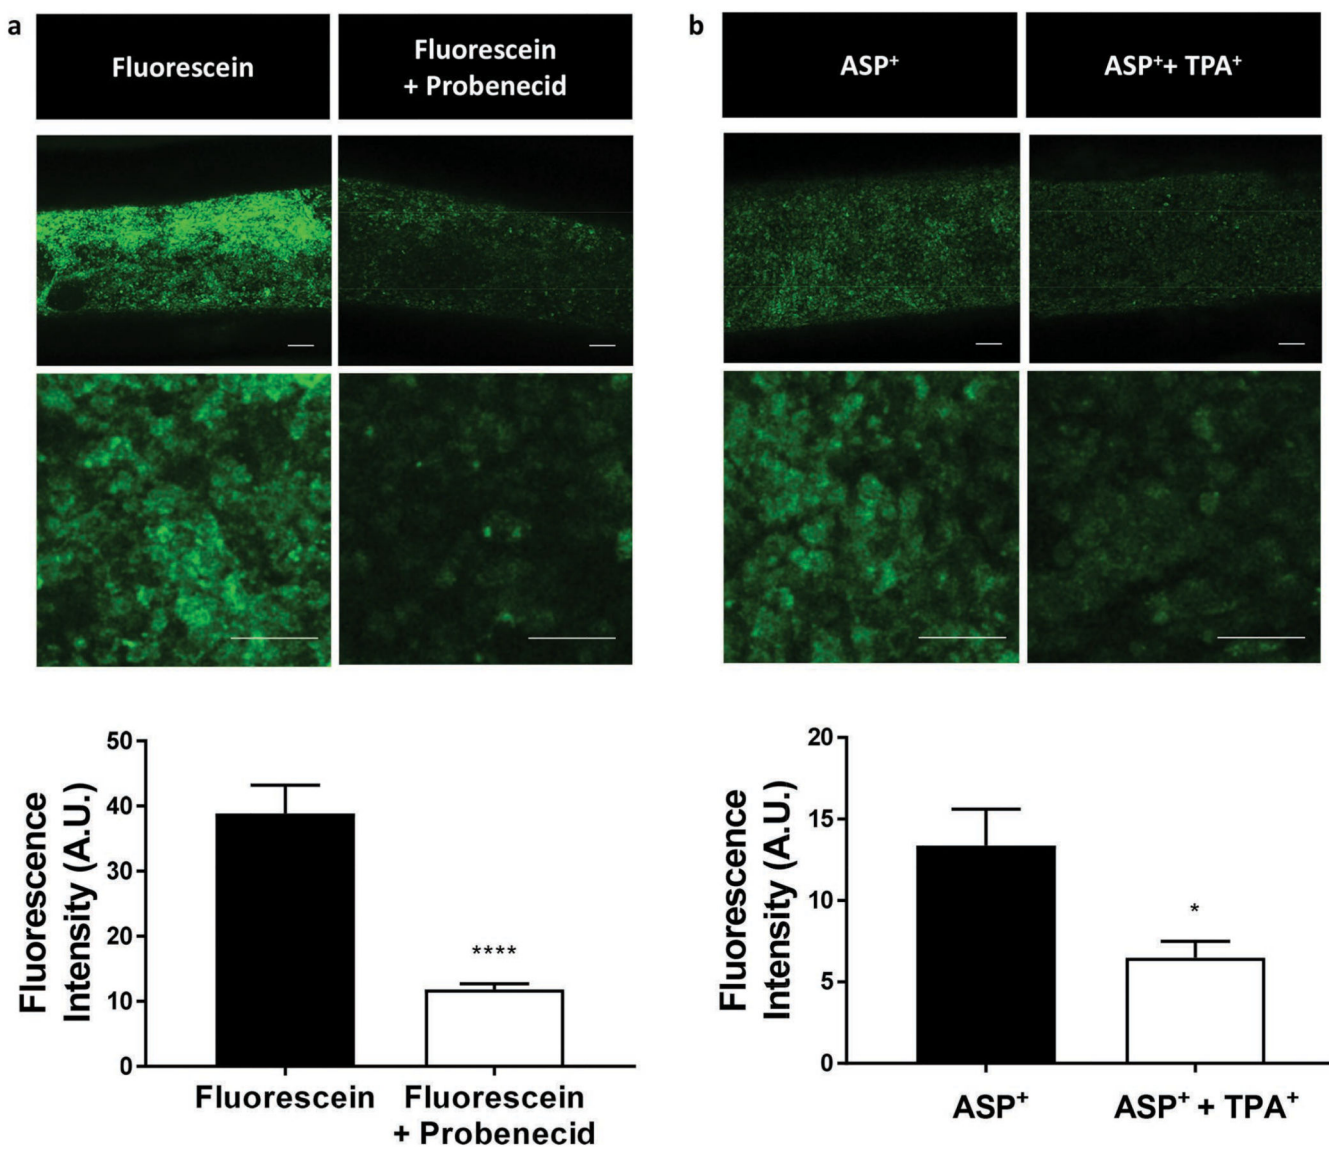 a
Fluorescein
Fluorescein
+ Probenecid
b
ASP+
ASP++ TPA+
50
40
30
20
10
0
Fluorescence
Intensity (A.U.)
****
Fluorescein
Fluorescein
+ Probenecid
20
15
10
5
0
Fluorescence
Intensity (A.U.)
*
ASP+
ASP+ + TPA+